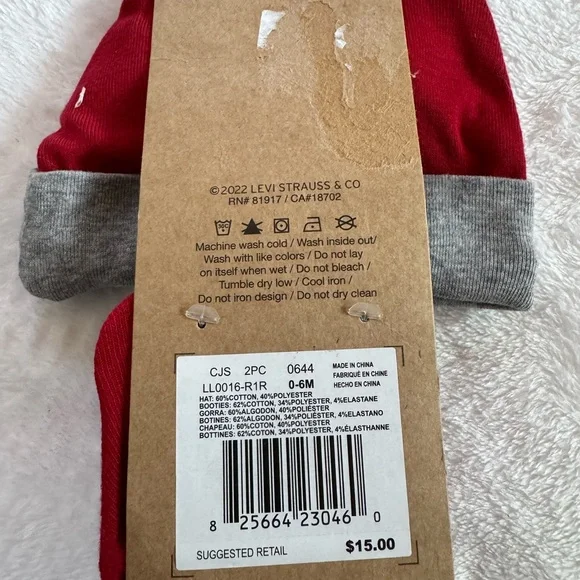 ©2022 LEVI STRAUSS & CO
RN# 81917 / CA#18702
Machine wash cold / Wash inside out/
Wash with like colors / Do not lay
on itself when wet / Do not bleach /
Tumble dry low / Cool iron /
Do not iron design / Do not dry clean
CJS 2PC 0644
LL0016-R1R 0-6M
MADE IN CHINA
FABRIQUÉ EN CHINE
HECHO EN CHINA
HAT: 60%COTTON, 40%POLYESTER
BOOTIES: 62%COTTON, 34%POLYESTER, 4%ELASTANE
GORRA: 60%ALGODON, 40%POLIÉSTER
BOTINES: 62%ALGODON, 34%POLIÉSTER, 4%ELASTANO
CHAPEAU: 60%COTON, 40%POLYESTER
BOTTINES: 62%COTON, 34%POLYESTER, 4%ÉLASTHANNE
8 25664 23046 0
SUGGESTED RETAIL $15.00